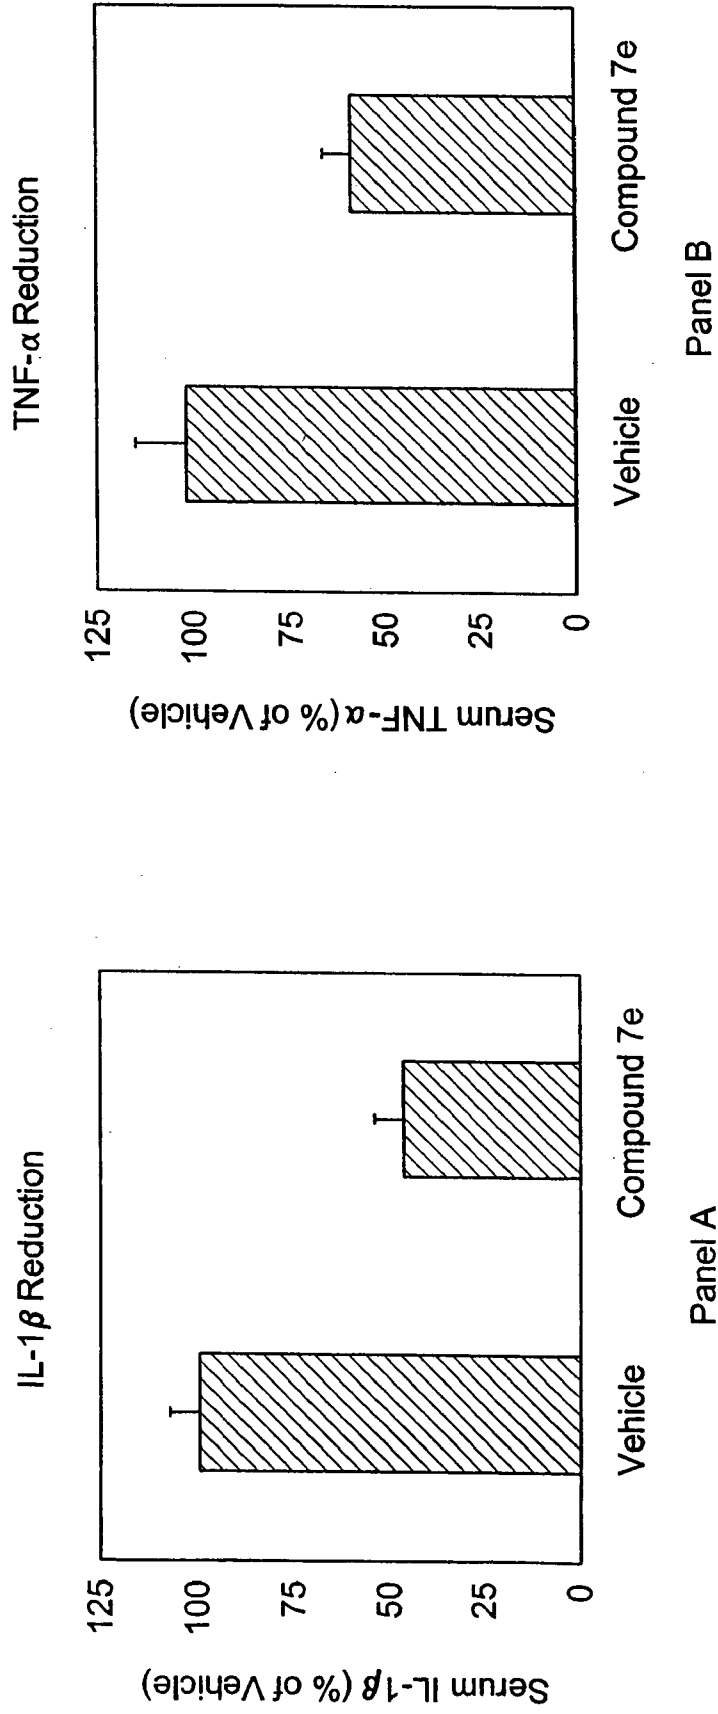 IL-1β Reduction
Serum IL-1β (% of Vehicle)
125
100
75
50
25
0
Vehicle
Compound 7e
Panel A
TNF-α Reduction
Serum TNF-α (% of Vehicle)
125
100
75
50
25
0
Vehicle
Compound 7e
Panel B